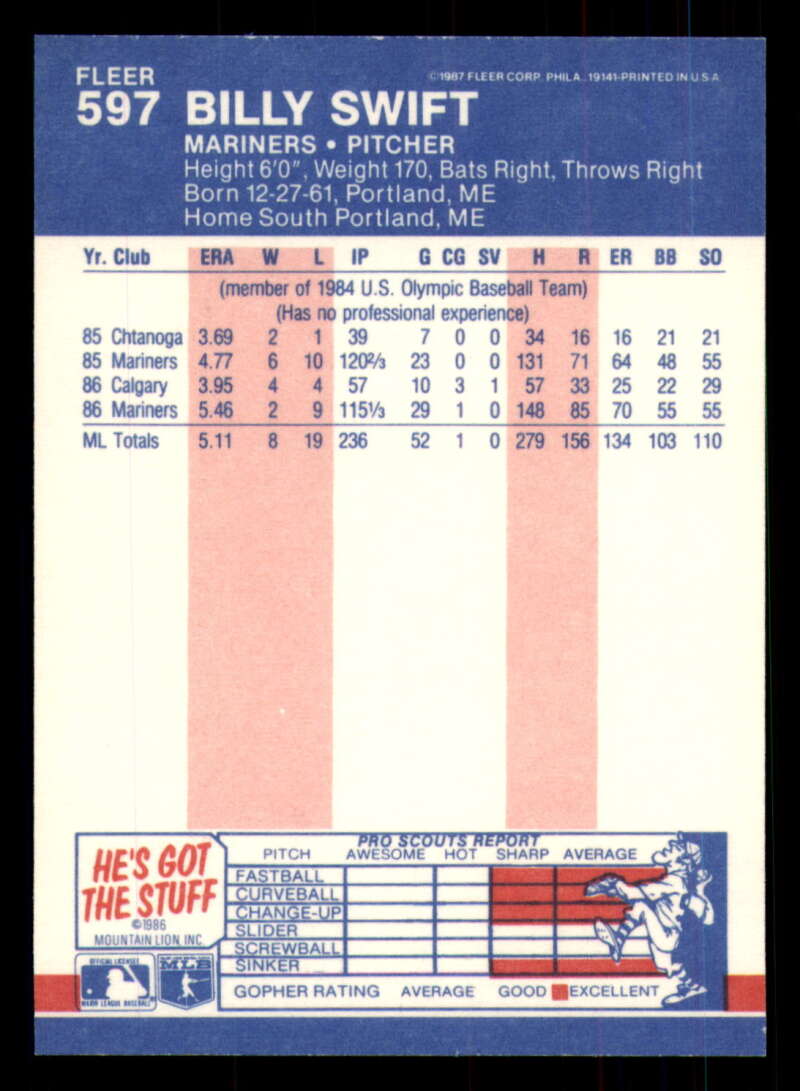 FLEER
©1987 FLEER CORP. PHILA., 19141-PRINTED IN U.S.A.
597 BILLY SWIFT
MARINERS • PITCHER
Height 6'0", Weight 170, Bats Right, Throws Right
Born 12-27-61, Portland, ME
Home South Portland, ME
Yr. Club ERA W L IP G CG SV H R ER BB SO
(member of 1984 U.S. Olympic Baseball Team)
(Has no professional experience)
85 Chtanoga 3.69 2 1 39 7 0 0 34 16 16 21 21
85 Mariners 4.77 6 10 120⅔ 23 0 0 131 71 64 48 55
86 Calgary 3.95 4 4 57 10 3 1 57 33 25 22 29
86 Mariners 5.46 2 9 115⅓ 29 1 0 148 85 70 55 55
ML Totals 5.11 8 19 236 52 1 0 279 156 134 103 110
HE'S GOT
THE STUFF
©1986
MOUNTAIN LION, INC.
PRO SCOUTS REPORT
PITCH AWESOME HOT SHARP AVERAGE
FASTBALL
CURVEBALL
CHANGE-UP
SLIDER
SCREWBALL
SINKER
GOPHER RATING AVERAGE GOOD EXCELLENT
OFFICIAL LICENSEE
MAJOR LEAGUE BASEBALL
MLB